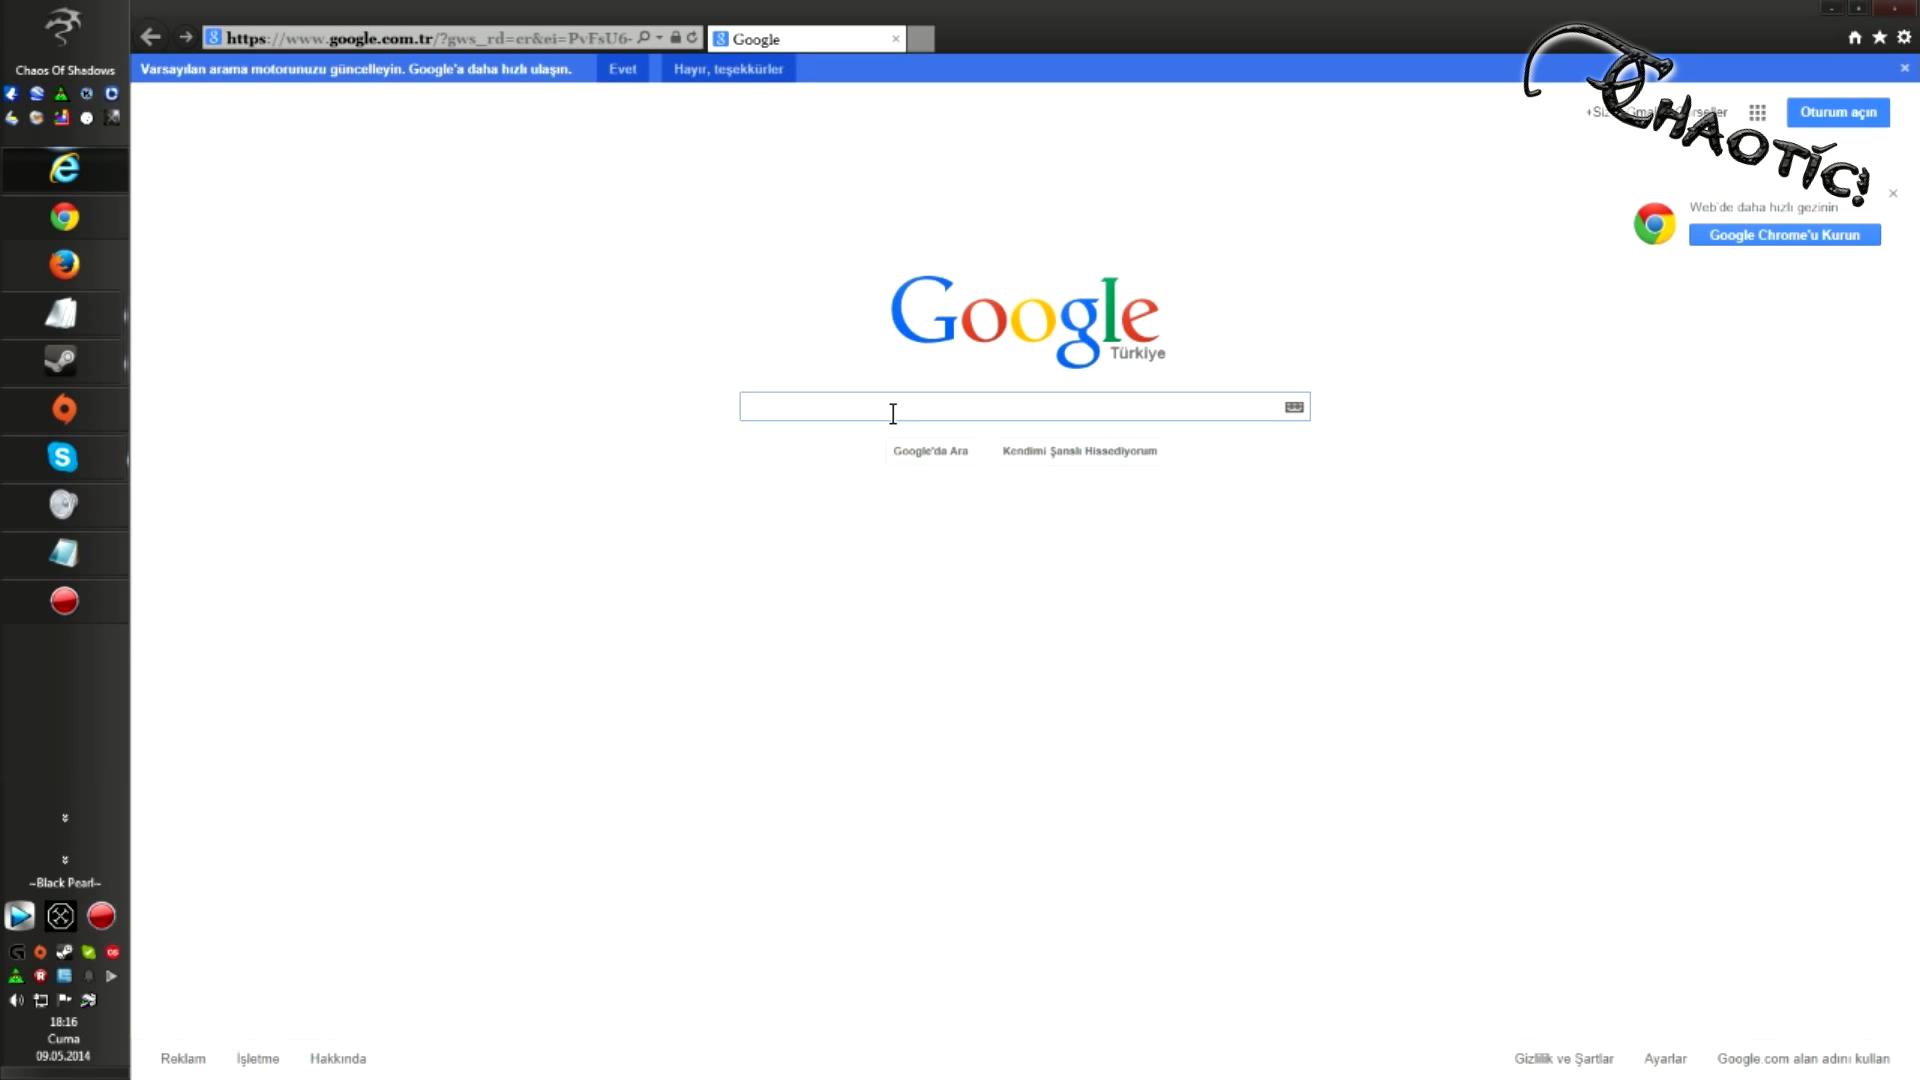 Chaos Of Shadows
https://www.google.com.tr/?gws_rd=cr&ei=PvFsU6-
Google
Varsayılan arama motorunuzu güncelleyin. Google'a daha hızlı ulaşın.
Evet
Hayır, teşekkürler
Oturum açın
CHAOTİC!
Web'de daha hızlı gezinin
Google Chrome'u Kurun
Google
Türkiye
Google'da Ara
Kendimi Şanslı Hissediyorum
~Black Pearl~
18:16
Cuma
09.05.2014
Reklam
İşletme
Hakkında
Gizlilik ve Şartlar
Ayarlar
Google.com alan adını kullan